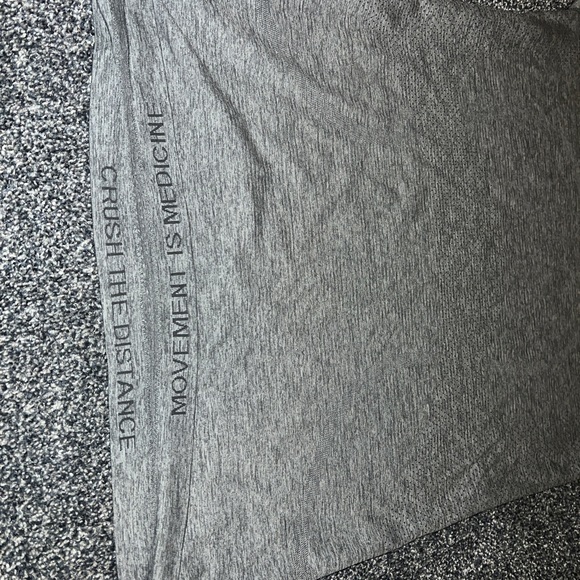 MOVEMENT IS MEDICINE
CRUSH THE DISTANCE